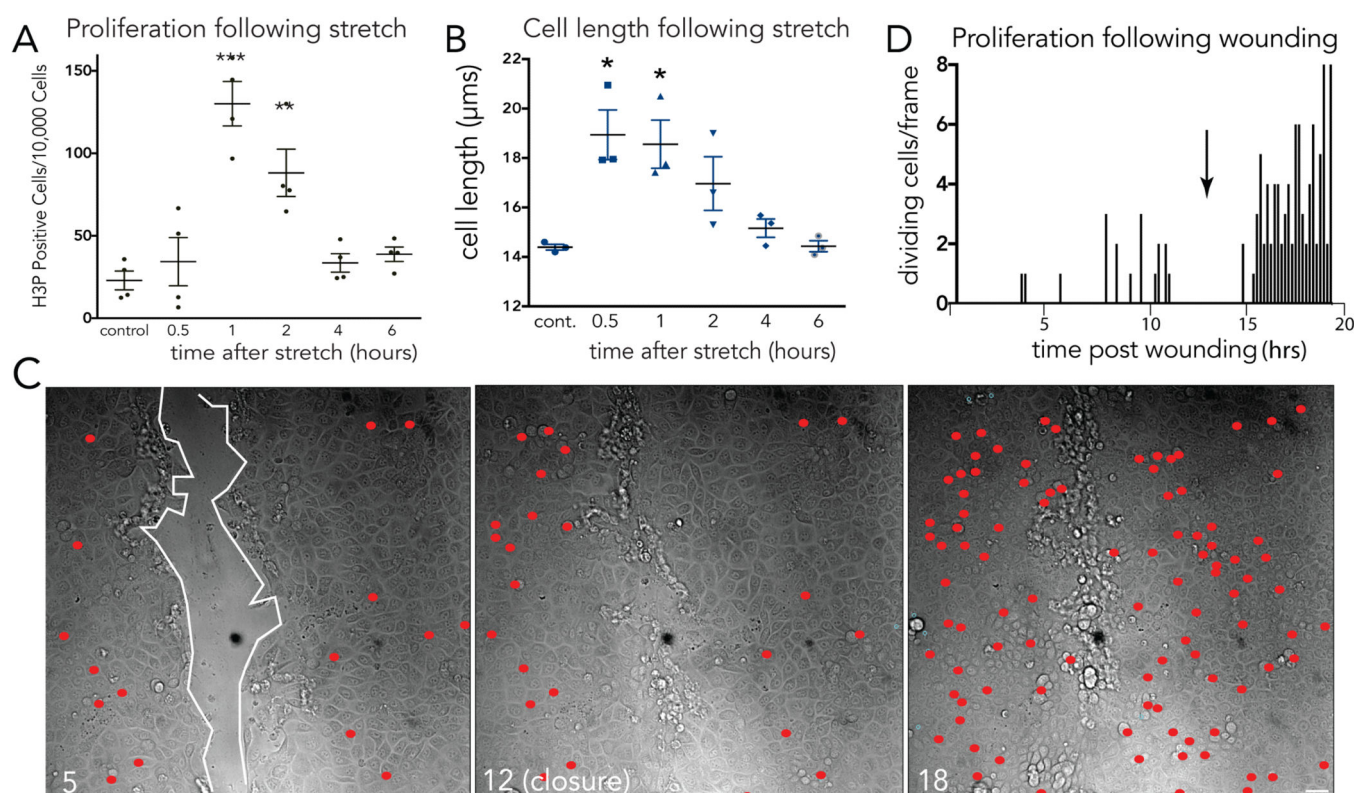 A
Proliferation following stretch
H3P Positive Cells/10,000 Cells
150
100
50
0
***
**
control
0.5
1
2
4
6
time after stretch (hours)
B
Cell length following stretch
cell length (µms)
22
20
18
16
14
12
*
*
cont.
0.5
1
2
4
6
time after stretch (hours)
D
Proliferation following wounding
dividing cells/frame
8
6
4
2
0
5
10
15
20
time post wounding (hrs)
C
5
12 (closure)
18